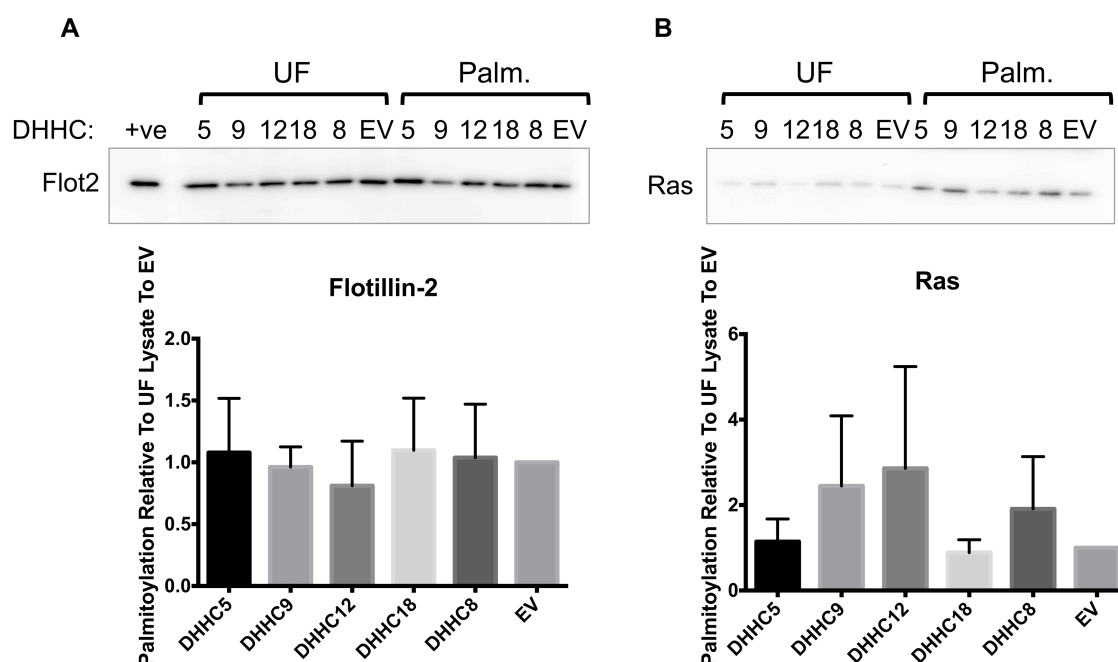 A
UF Palm.
DHHC: +ve 5 9 12 18 8 EV 5 9 12 18 8 EV
Flot2
Flotillin-2
Palmitoylation Relative To UF Lysate To EV
2.0
1.5
1.0
0.5
0.0
DHHC5 DHHC9 DHHC12 DHHC18 DHHC8 EV
B
UF Palm.
5 9 12 18 8 EV 5 9 12 18 8 EV
Ras
Ras
Palmitoylation Relative To UF Lysate To EV
6
4
2
0
DHHC5 DHHC9 DHHC12 DHHC18 DHHC8 EV